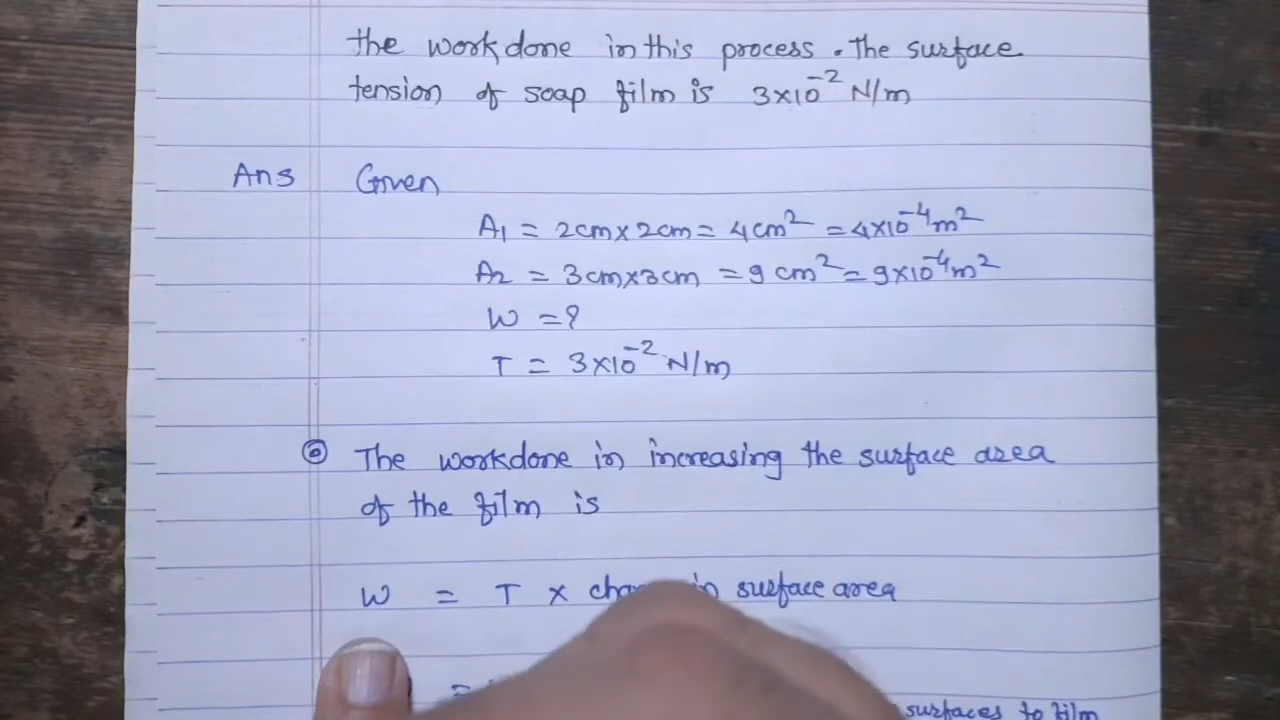 the workdone in this process. The surface
tension of soap film is 3×10⁻² N/m
Ans Given
A₁ = 2cm×2cm = 4cm² = 4×10⁻⁴m²
A₂ = 3cm×3cm = 9cm² = 9×10⁻⁴m²
W = ?
T = 3×10⁻² N/m
The workdone in increasing the surface area
of the film is
W = T × in surface area
= surfaces to film